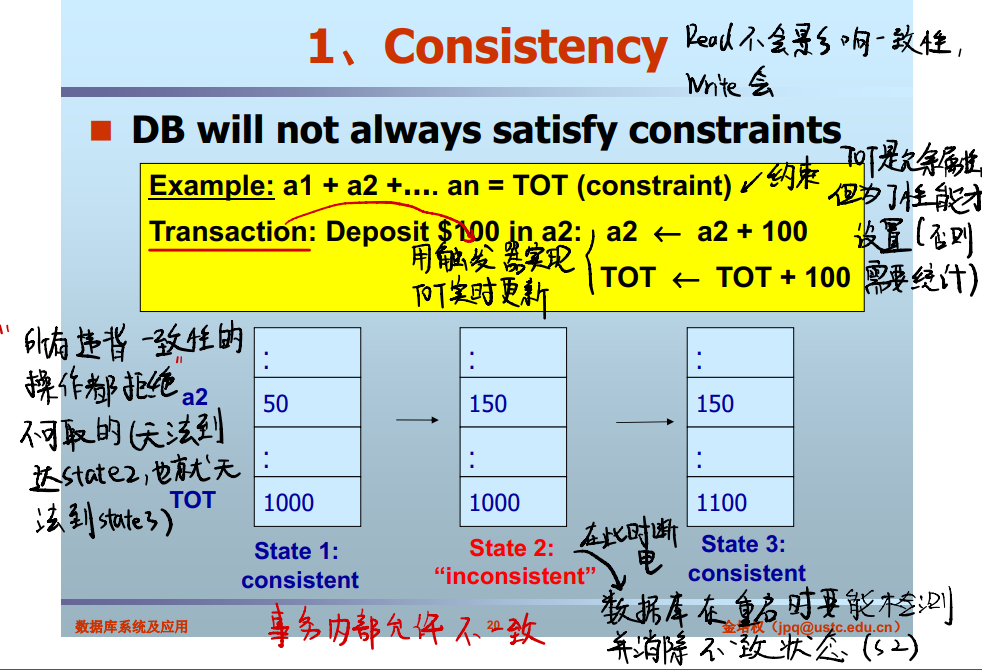 1、Consistency
Read 不会影响一致性，
Write 会
■ DB will not always satisfy constraints
Example: a1 + a2 +…. an = TOT (constraint)
约束
TOT是冗余属性
但为了性能才
设置(否则
需要统计)
Transaction: Deposit $100 in a2: a2 ← a2 + 100
TOT ← TOT + 100
用触发器实现
TOT实时更新
"所有违背一致性的
操作都拒绝"
不可取的(无法到
达state2,也就无
法到state3)
a2
TOT
:
50
:
1000
:
150
:
1000
:
150
:
1100
State 1:
consistent
State 2:
“inconsistent”
State 3:
consistent
在此时断
电
数据库在重启时要能检测
并消除不一致状态.(S2)
事务内部允许不一致
数据库系统及应用
20
金培权（jpq@ustc.edu.cn）